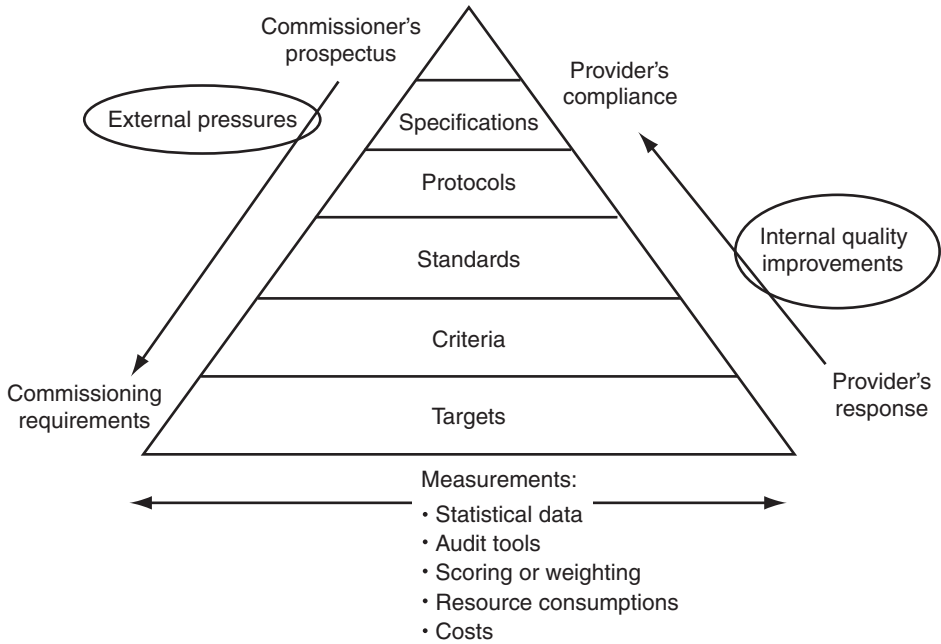 Commissioner's
prospectus
External pressures
Commissioning
requirements
Specifications
Protocols
Standards
Criteria
Targets
Provider's
compliance
Internal quality
improvements
Provider's
response
Measurements:
• Statistical data
• Audit tools
• Scoring or weighting
• Resource consumptions
• Costs